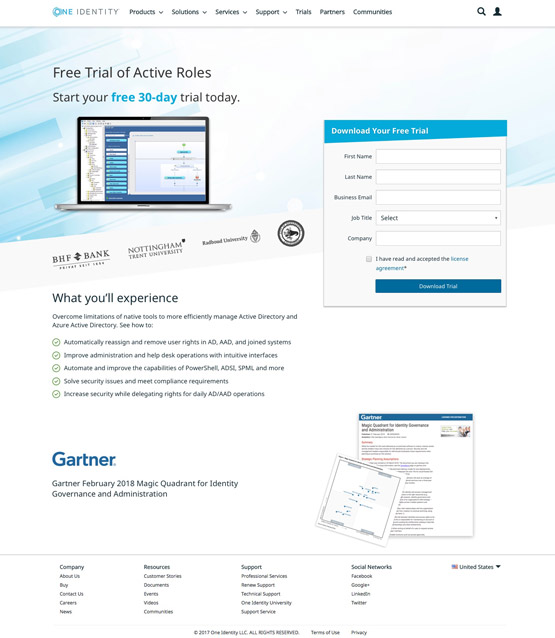 ONE IDENTITY Products Solutions Services Support Trials Partners Communities
Free Trial of Active Roles
Start your free 30-day trial today.
Download Your Free Trial
First Name
Last Name
Business Email
Job Title Select
Company
I have read and accepted the license
agreement*
Download Trial
BHF BANK
PRIVAT SEIT 1854
NOTTINGHAM
TRENT UNIVERSITY
Radboud University
What you'll experience
Overcome limitations of native tools to more efficiently manage Active Directory and
Azure Active Directory. See how to:
Automatically reassign and remove user rights in AD, AAD, and joined systems
Improve administration and help desk operations with intuitive interfaces
Automate and improve the capabilities of PowerShell, ADSI, SPML and more
Solve security issues and meet compliance requirements
Increase security while delegating rights for daily AD/AAD operations
Gartner
Gartner February 2018 Magic Quadrant for Identity
Governance and Administration
Gartner
Magic Quadrant for Identity Governance
and Administration
Company Resources Support Social Networks United States
About Us Customer Stories Professional Services Facebook
Buy Documents Renew Support Google+
Contact Us Events Technical Support LinkedIn
Careers Videos One Identity University Twitter
News Communities Support Service
© 2017 One Identity LLC. ALL RIGHTS RESERVED. Terms of Use Privacy